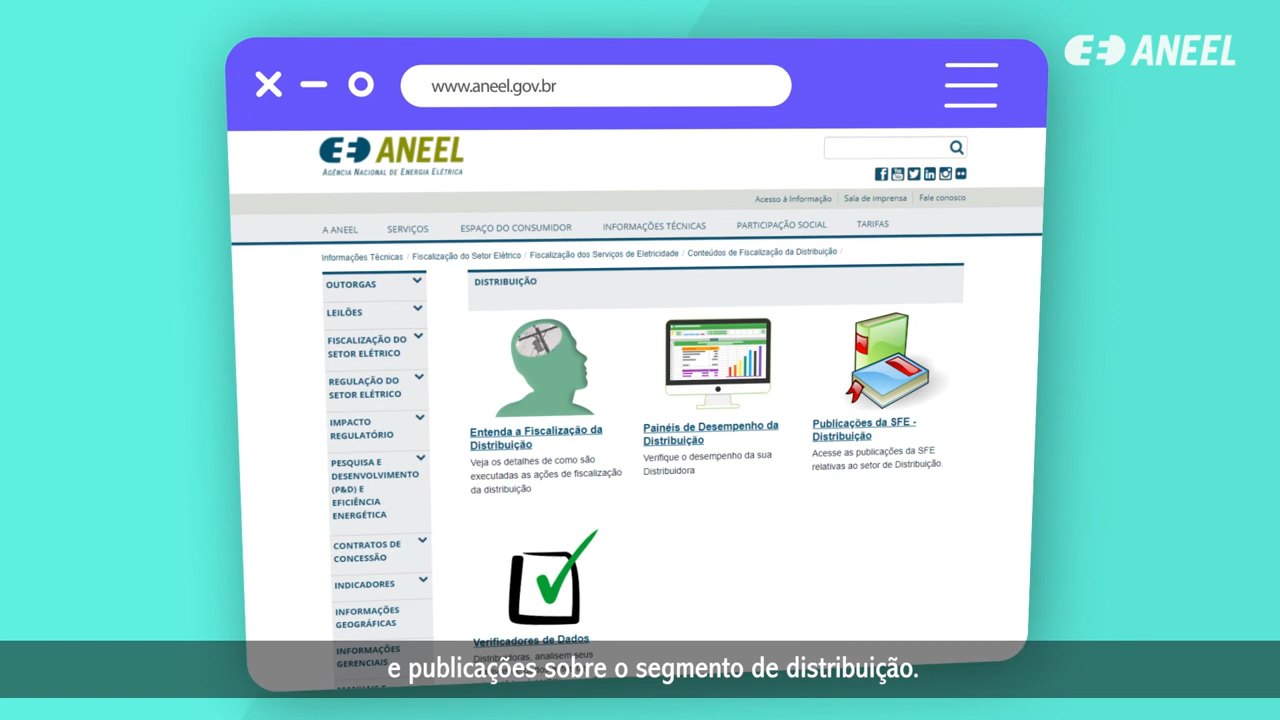 ANEEL
www.aneel.gov.br
ANEEL
AGÊNCIA NACIONAL DE ENERGIA ELÉTRICA
Acesso à Informação
Sala de imprensa
Fale conosco
A ANEEL
SERVIÇOS
ESPAÇO DO CONSUMIDOR
INFORMAÇÕES TÉCNICAS
PARTICIPAÇÃO SOCIAL
TARIFAS
Informações Técnicas / Fiscalização do Setor Elétrico / Fiscalização dos Serviços de Eletricidade / Conteúdos de Fiscalização da Distribuição /
OUTORGAS
LEILÕES
FISCALIZAÇÃO DO
SETOR ELÉTRICO
REGULAÇÃO DO
SETOR ELÉTRICO
IMPACTO
REGULATÓRIO
PESQUISA E
DESENVOLVIMENTO
(P&D) E
EFICIÊNCIA
ENERGÉTICA
CONTRATOS DE
CONCESSÃO
INDICADORES
INFORMAÇÕES
GEOGRÁFICAS
INFORMAÇÕES
GERENCIAIS
DISTRIBUIÇÃO
Entenda a Fiscalização da
Distribuição
Veja os detalhes de como são
executadas as ações de fiscalização
da distribuição
Painéis de Desempenho da
Distribuição
Verifique o desempenho da sua
Distribuidora
Publicações da SFE -
Distribuição
Acesse as publicações da SFE
relativas ao setor de Distribuição.
Verificadores de Dados
Distribuidoras, analisem seus
e publicações sobre o segmento de distribuição.